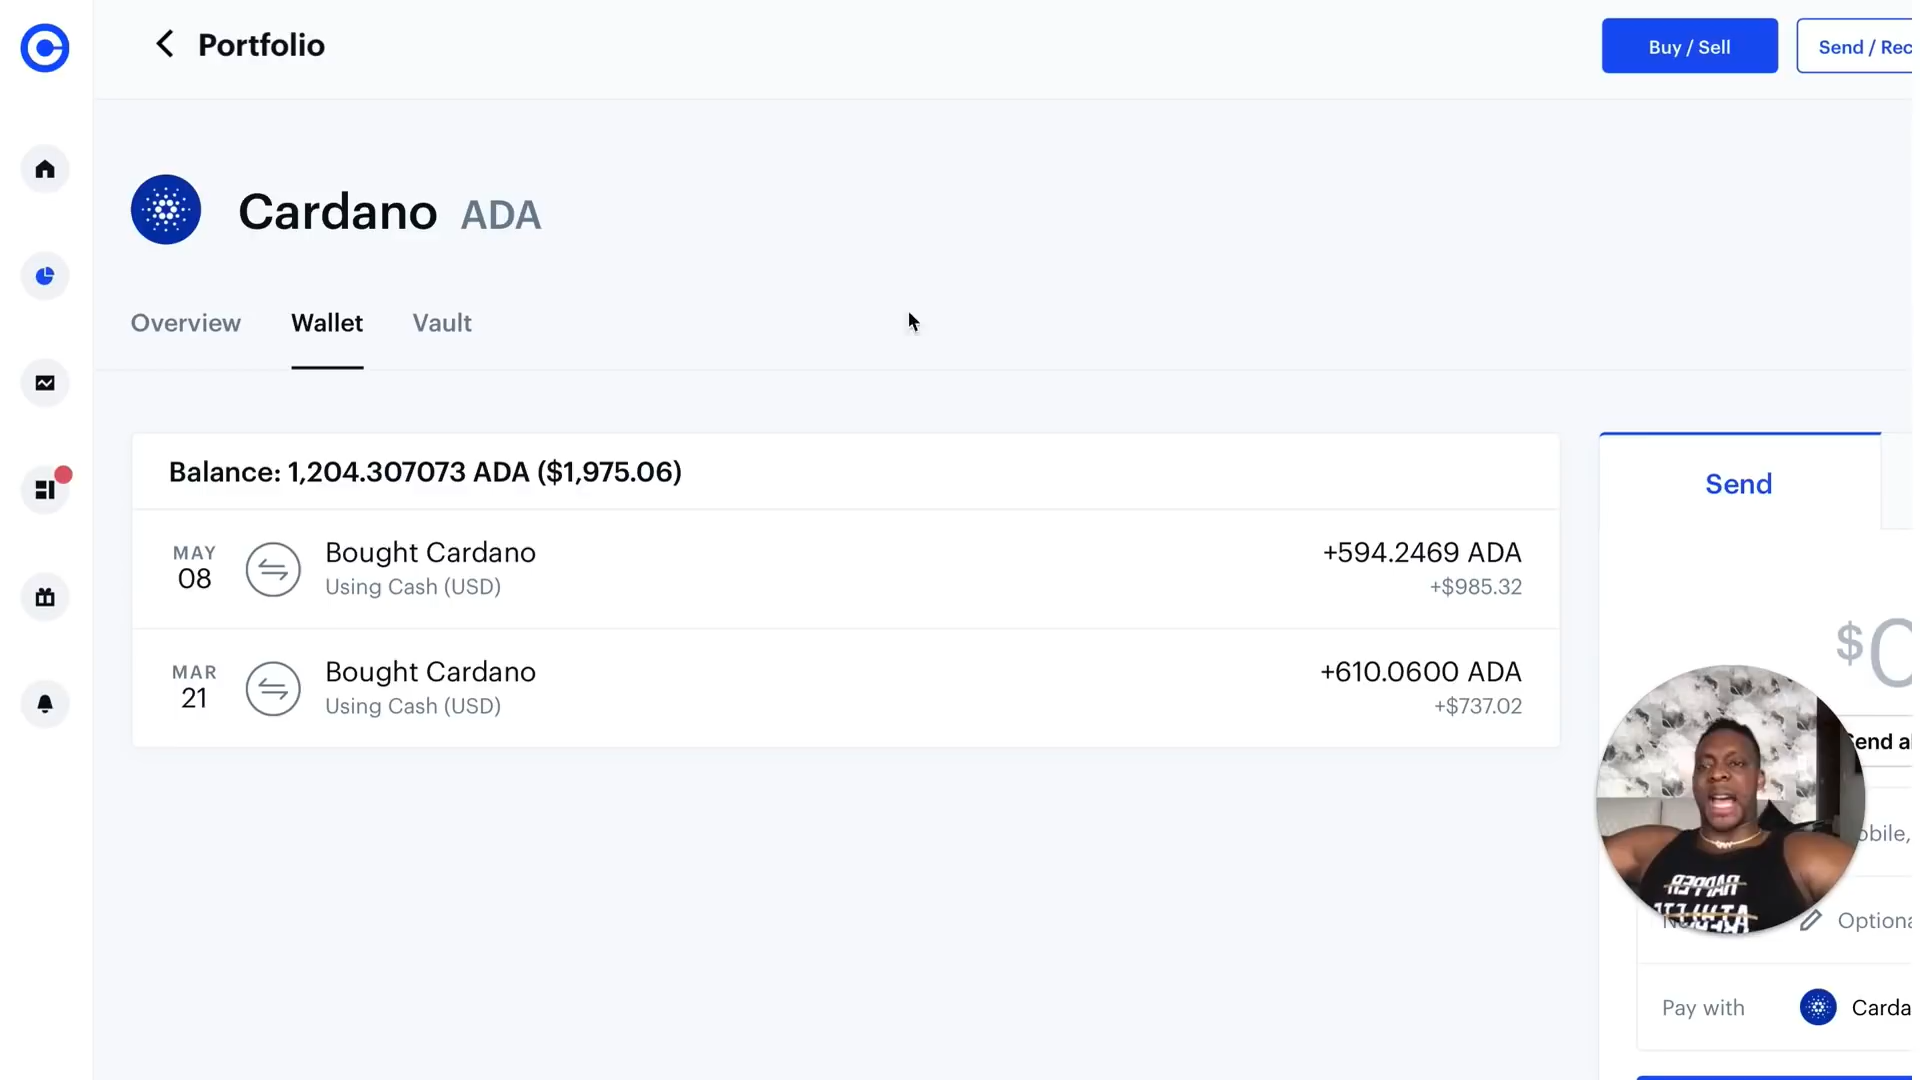 Portfolio
Buy / Sell
Send / Rec
Cardano ADA
Overview
Wallet
Vault
Balance: 1,204.307073 ADA ($1,975.06)
MAY
08
Bought Cardano
Using Cash (USD)
+594.2469 ADA
+$985.32
MAR
21
Bought Cardano
Using Cash (USD)
+610.0600 ADA
+$737.02
Send
$0
Send a
obile,
Optiona
Pay with
Carda